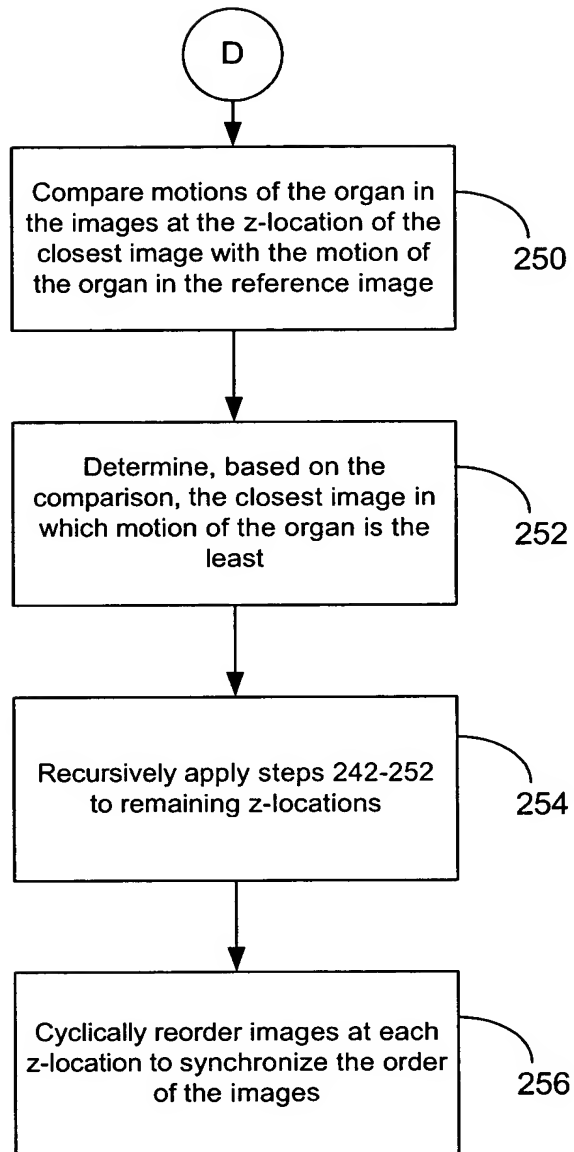 D
Compare motions of the organ in
the images at the z-location of the
closest image with the motion of
the organ in the reference image
250
Determine, based on the
comparison, the closest image in
which motion of the organ is the
least
252
Recursively apply steps 242-252
to remaining z-locations
254
Cyclically reorder images at each
z-location to synchronize the order
of the images
256